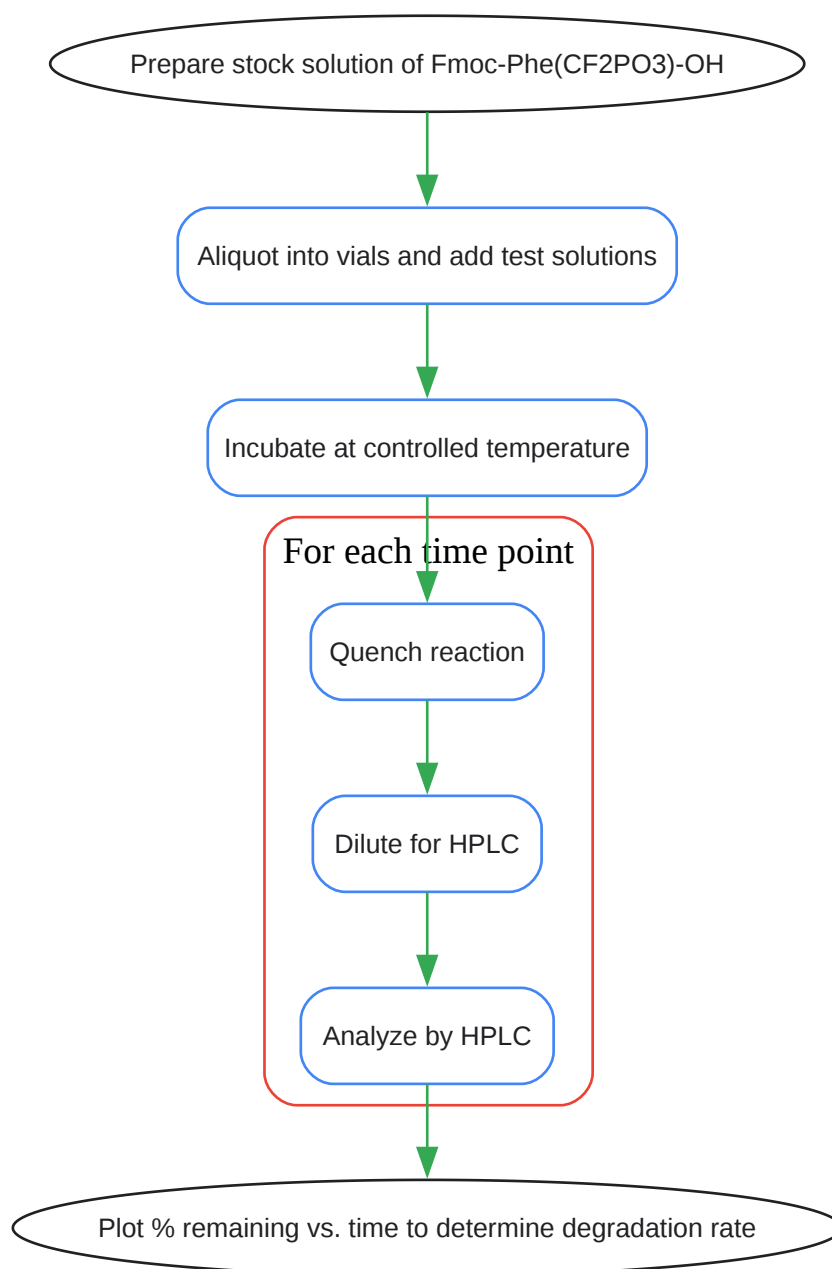 Prepare stock solution of Fmoc-Phe(CF2PO3)-OH
Aliquot into vials and add test solutions
Incubate at controlled temperature
For each time point
Quench reaction
Dilute for HPLC
Analyze by HPLC
Plot % remaining vs. time to determine degradation rate